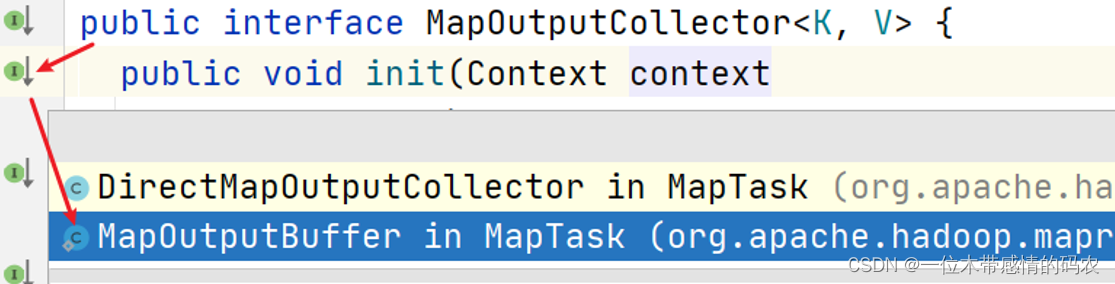 public interface MapOutputCollector<K, V> {
public void init(Context context
DirectMapOutputCollector in MapTask (org.apache.ha
MapOutputBuffer in MapTask (org.apache.hadoop.mapr
CSDN @一位木带感情的码农